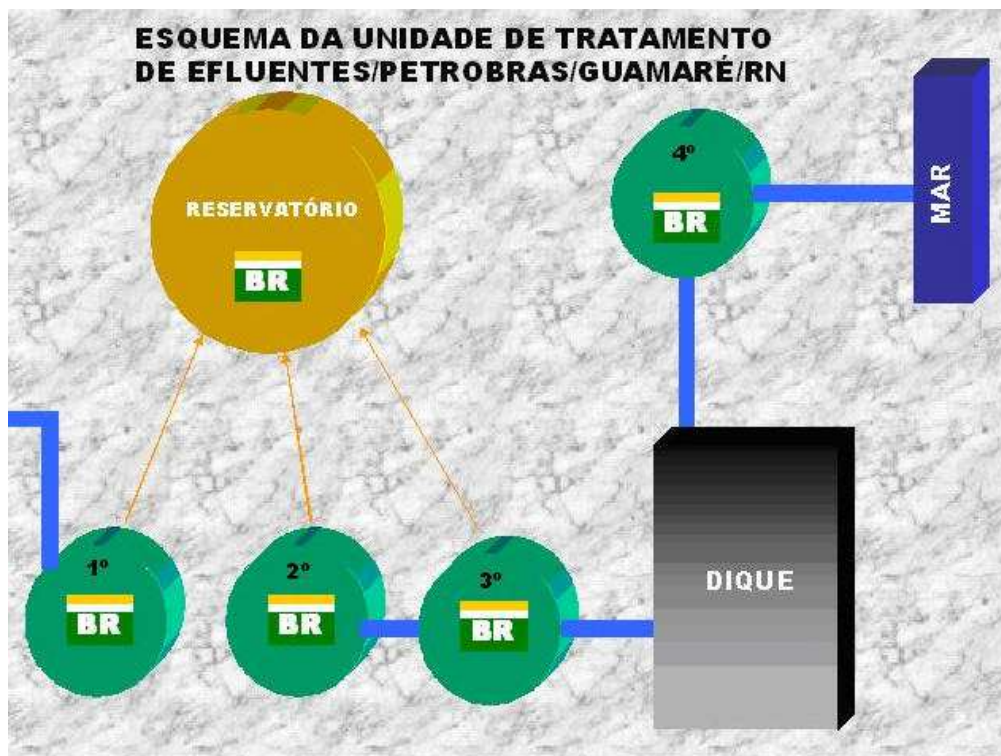 ESQUEMA DA UNIDADE DE TRATAMENTO
DE EFLUENTES/PETROBRAS/GUAMARÉ/RN
RESERVATÓRIO
BR
4º
BR
MAR
1º
BR
2º
BR
3º
BR
DIQUE